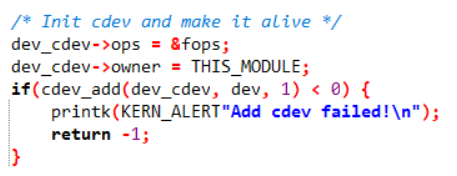 /* Init cdev and make it alive */
dev_cdev->ops = &fops;
dev_cdev->owner = THIS_MODULE;
if(cdev_add(dev_cdev, dev, 1) < 0) {
    printk(KERN_ALERT"Add cdev failed!\n");
    return -1;
}